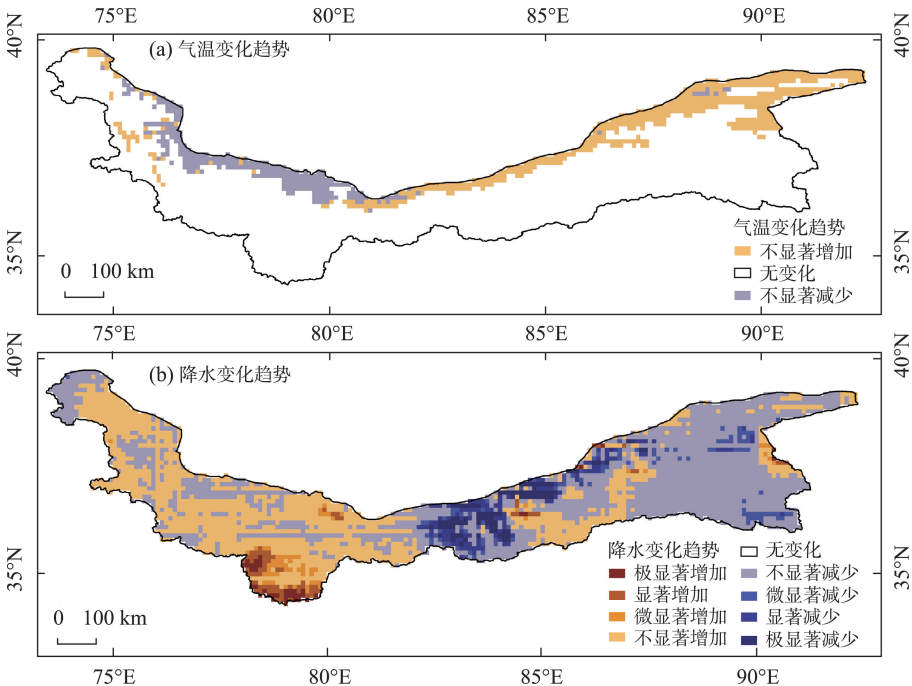 75°E 80°E 85°E 90°E
40°N 40°N
(a) 气温变化趋势
气温变化趋势
不显著增加
无变化
不显著减少
35°N 35°N
0 100 km
75°E 80°E 85°E 90°E
40°N 40°N
(b) 降水变化趋势
降水变化趋势 无变化
极显著增加 不显著减少
显著增加 微显著减少
微显著增加 显著减少
不显著增加 极显著减少
35°N 35°N
0 100 km
75°E 80°E 85°E 90°E